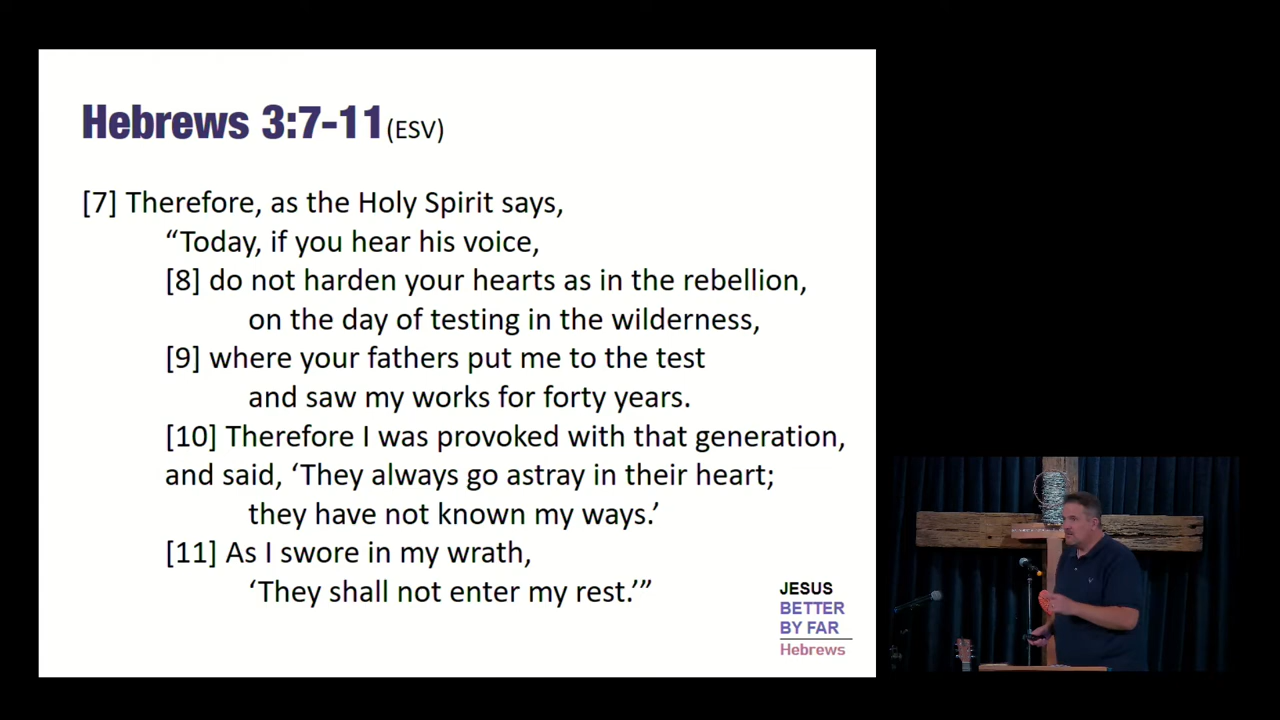 Hebrews 3:7-11 (ESV)
[7] Therefore, as the Holy Spirit says,
“Today, if you hear his voice,
[8] do not harden your hearts as in the rebellion,
on the day of testing in the wilderness,
[9] where your fathers put me to the test
and saw my works for forty years.
[10] Therefore I was provoked with that generation,
and said, ‘They always go astray in their heart;
they have not known my ways.’
[11] As I swore in my wrath,
‘They shall not enter my rest.’”
JESUS
BETTER
BY FAR
Hebrews